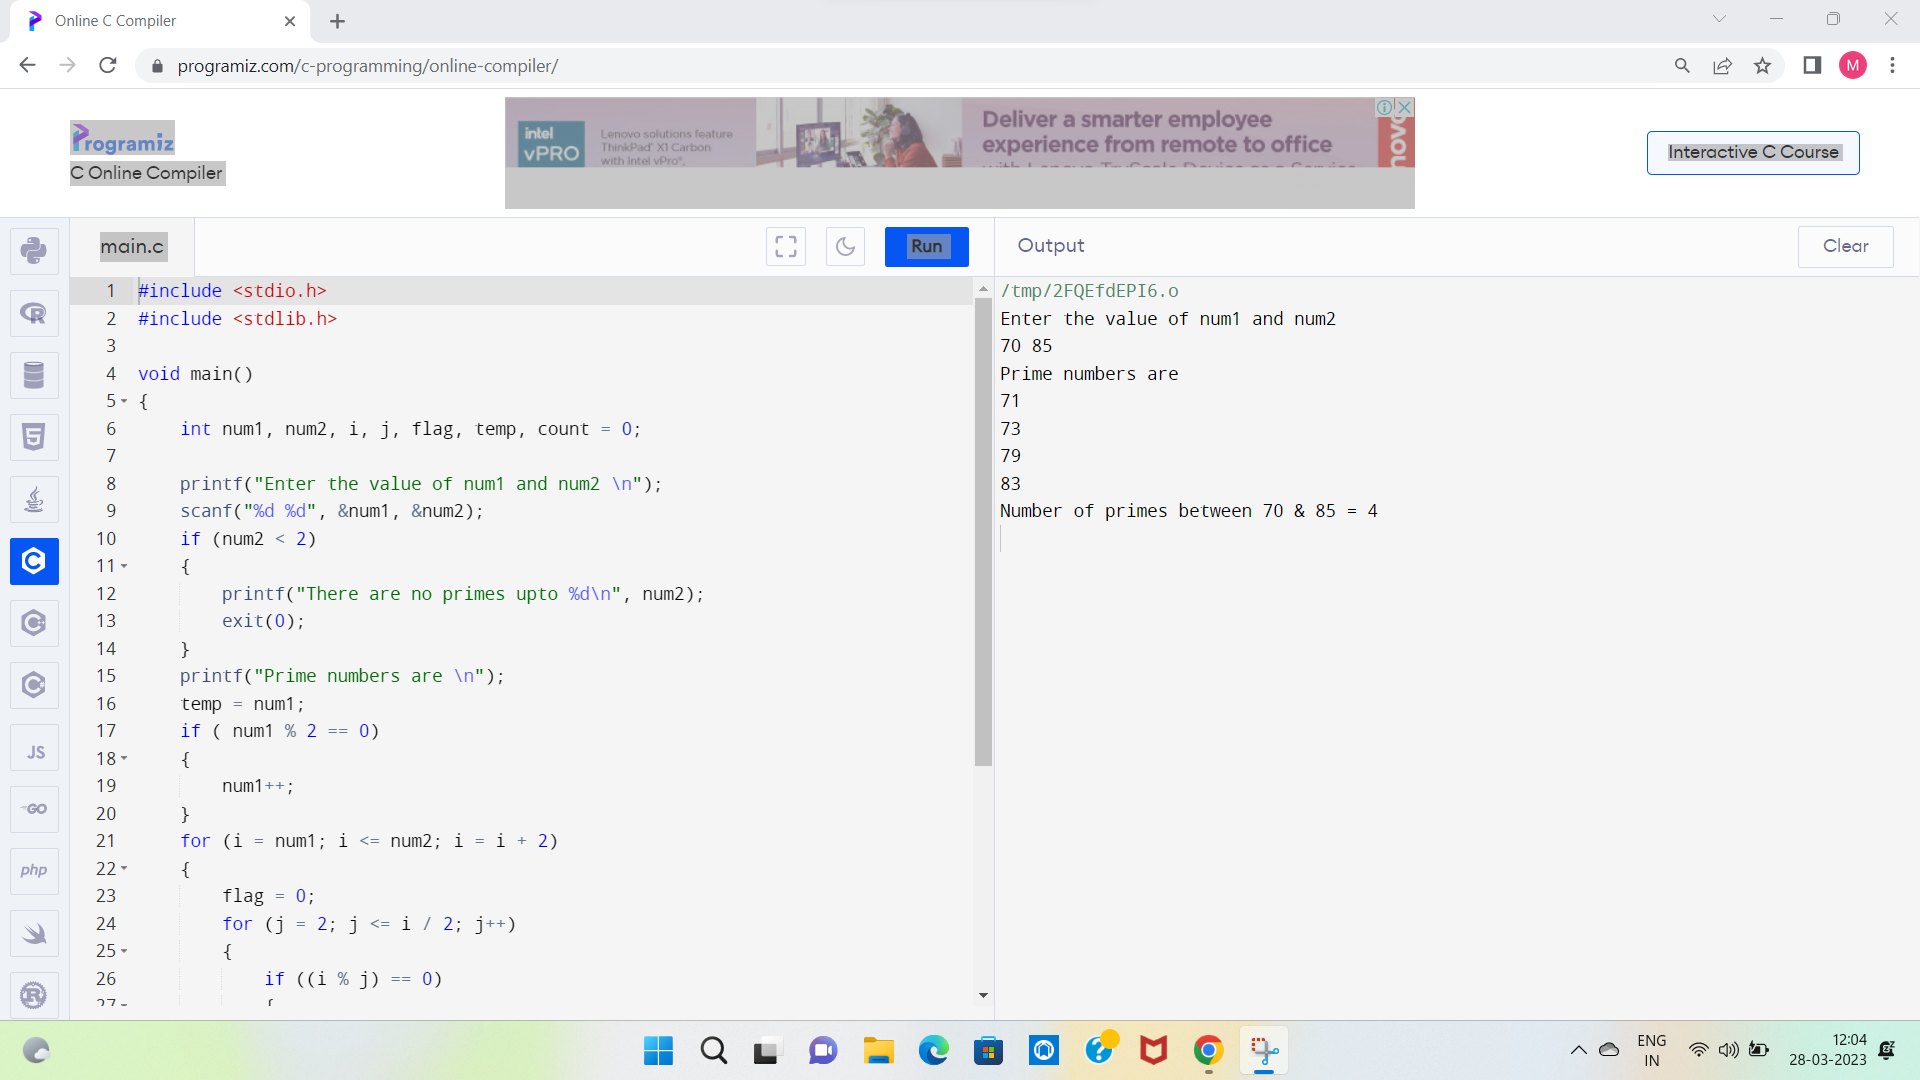 Online C Compiler
programiz.com/c-programming/online-compiler/
M
Programiz
C Online Compiler
intel
vPRO
Lenovo solutions feature
ThinkPad® X1 Carbon
with Intel vPro®.
Deliver a smarter employee
experience from remote to office
with Lenovo TruScale Device as a Service
Interactive C Course
main.c
Run
Output
Clear
1 #include <stdio.h>
2 #include <stdlib.h>
3
4 void main()
5 {
6 int num1, num2, i, j, flag, temp, count = 0;
7
8 printf("Enter the value of num1 and num2 \n");
9 scanf("%d %d", &num1, &num2);
10 if (num2 < 2)
11 {
12 printf("There are no primes upto %d\n", num2);
13 exit(0);
14 }
15 printf("Prime numbers are \n");
16 temp = num1;
17 if ( num1 % 2 == 0)
18 {
19 num1++;
20 }
21 for (i = num1; i <= num2; i = i + 2)
22 {
23 flag = 0;
24 for (j = 2; j <= i / 2; j++)
25 {
26 if ((i % j) == 0)
27 {
/tmp/2FQEfdEPI6.o
Enter the value of num1 and num2
70 85
Prime numbers are
71
73
79
83
Number of primes between 70 & 85 = 4
JS
GO
php
ENG
IN
12:04
28-03-2023